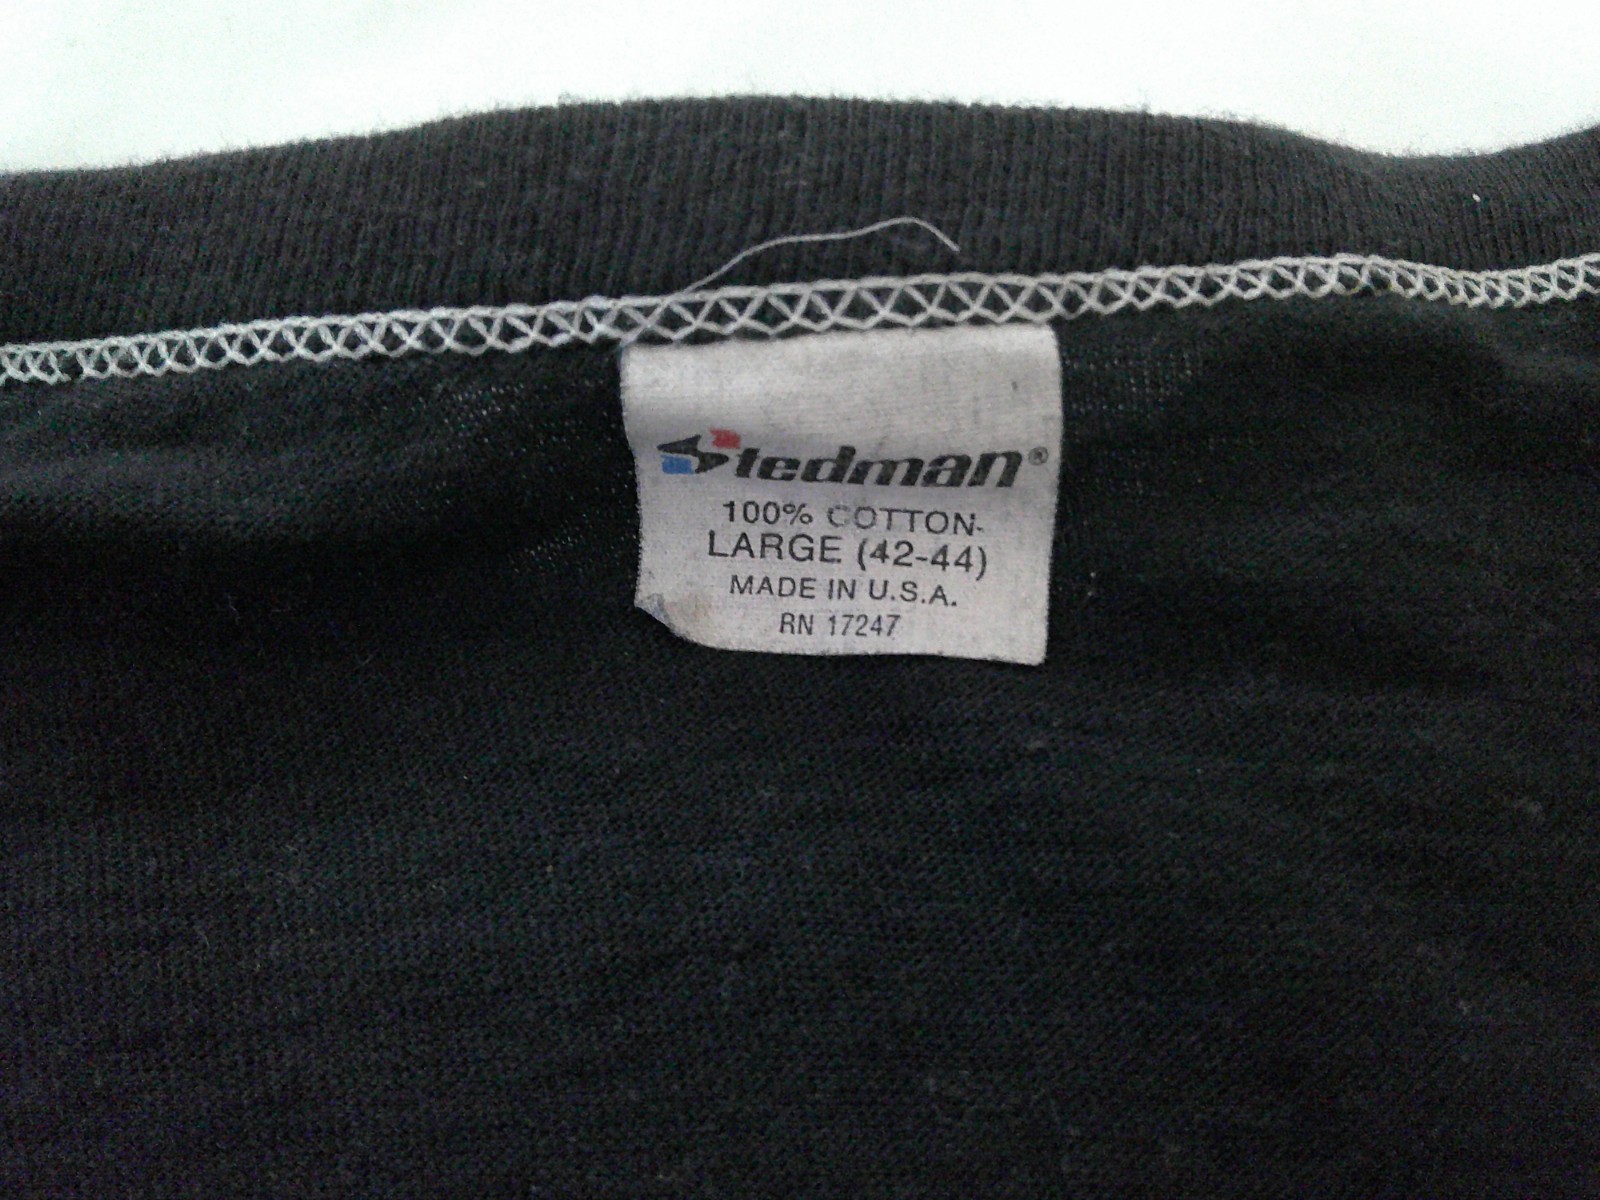 Stedman®
100% COTTON
LARGE (42-44)
MADE IN U.S.A.
RN 17247